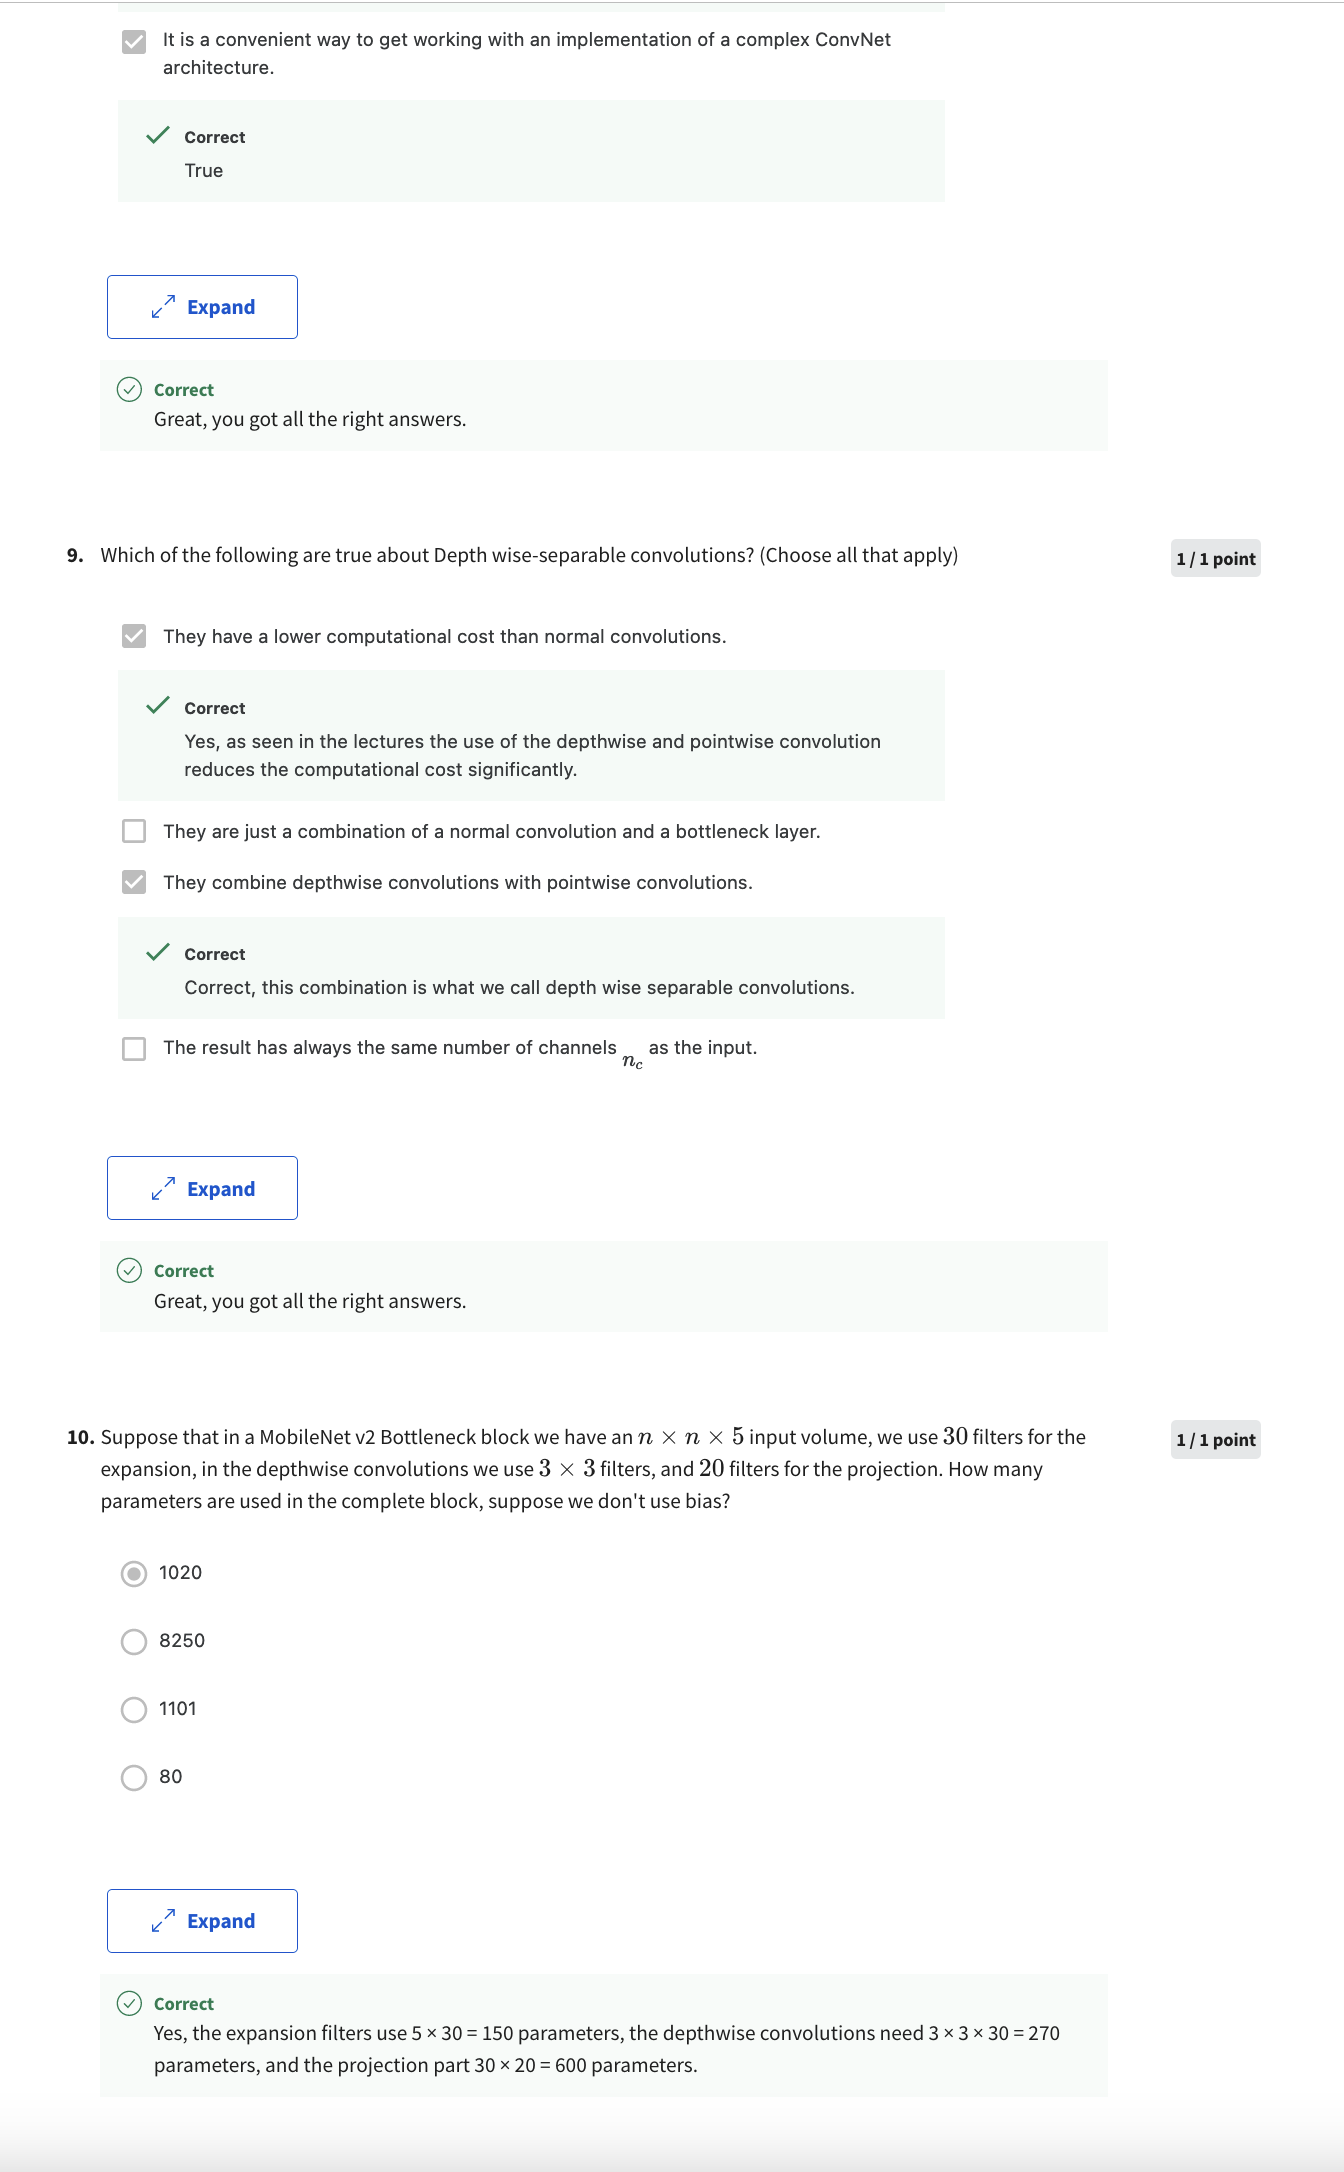 It is a convenient way to get working with an implementation of a complex ConvNet
architecture.
Correct
True
Expand
Correct
Great, you got all the right answers.
9. Which of the following are true about Depth wise-separable convolutions? (Choose all that apply)
1 / 1 point
They have a lower computational cost than normal convolutions.
Correct
Yes, as seen in the lectures the use of the depthwise and pointwise convolution
reduces the computational cost significantly.
They are just a combination of a normal convolution and a bottleneck layer.
They combine depthwise convolutions with pointwise convolutions.
Correct
Correct, this combination is what we call depth wise separable convolutions.
The result has always the same number of channels n_c as the input.
Expand
Correct
Great, you got all the right answers.
10. Suppose that in a MobileNet v2 Bottleneck block we have an n × n × 5 input volume, we use 30 filters for the
1 / 1 point
expansion, in the depthwise convolutions we use 3 × 3 filters, and 20 filters for the projection. How many
parameters are used in the complete block, suppose we don't use bias?
1020
8250
1101
80
Expand
Correct
Yes, the expansion filters use 5 × 30 = 150 parameters, the depthwise convolutions need 3 × 3 × 30 = 270
parameters, and the projection part 30 × 20 = 600 parameters.